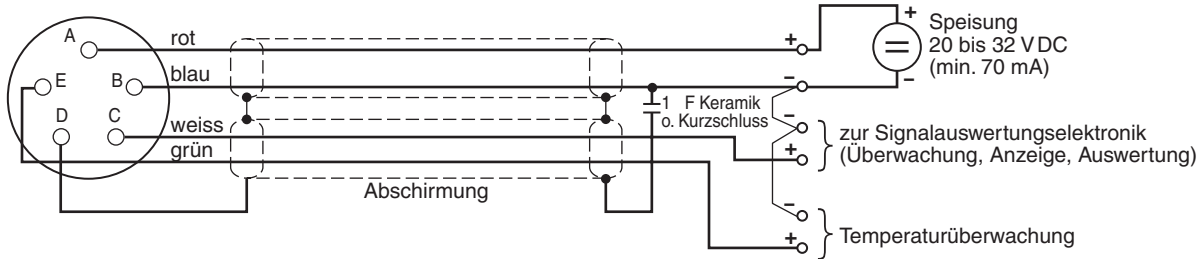 A
E
B
D
C
rot
blau
weiss
grün
Abschirmung
1 F Keramik
o. Kurzschluss
+
–
–
+
–
+
+
–
Speisung
20 bis 32 V DC
(min. 70 mA)
zur Signalauswertungselektronik
(Überwachung, Anzeige, Auswertung)
Temperaturüberwachung